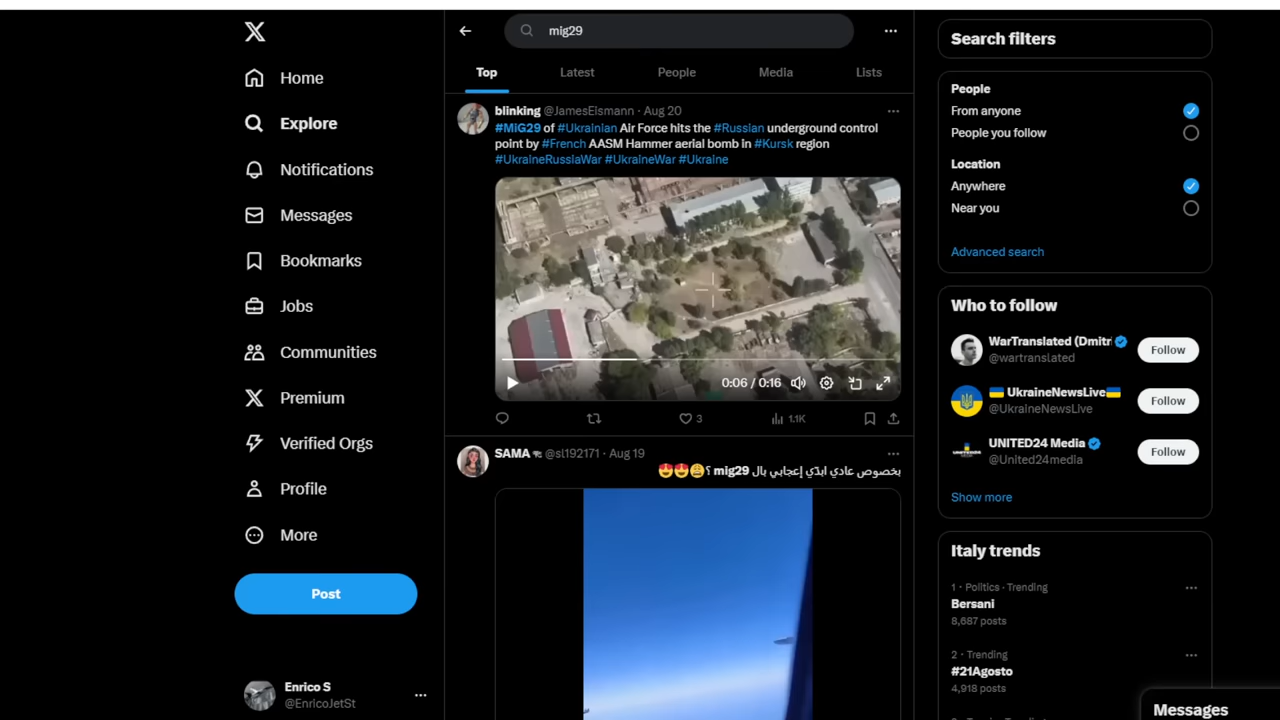 mig29
Top
Latest
People
Media
Lists
Home
Explore
Notifications
Messages
Bookmarks
Jobs
Communities
Premium
Verified Orgs
Profile
More
Post
Enrico S
@EnricoJetSt
blinking @JamesEismann · Aug 20
#MiG29 of #Ukrainian Air Force hits the #Russian underground control
point by #French AASM Hammer aerial bomb in #Kursk region
#UkraineRussiaWar #UkraineWar #Ukraine
0:06 / 0:16
3
1.1K
SAMA @sl192171 · Aug 19
بخصوص عادي ابدّي إعجابي بال mig29 ؟😩😍😍
Search filters
People
From anyone
People you follow
Location
Anywhere
Near you
Advanced search
Who to follow
WarTranslated (Dmitri
@wartranslated
Follow
🇺🇦 UkraineNewsLive🇺🇦
@UkraineNewsLive
Follow
UNITED24 Media
@United24media
Follow
Show more
Italy trends
1 · Politics · Trending
Bersani
8,687 posts
2 · Trending
#21Agosto
4,918 posts
Messages